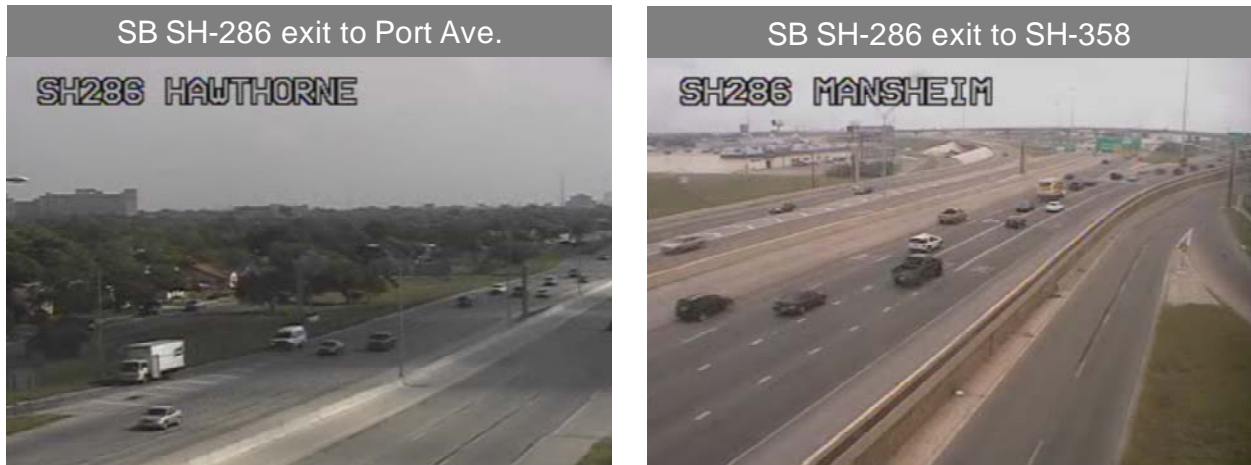 SB SH-286 exit to Port Ave.
SH286 HAWTHORNE
SB SH-286 exit to SH-358
SH286 MANSHEIM